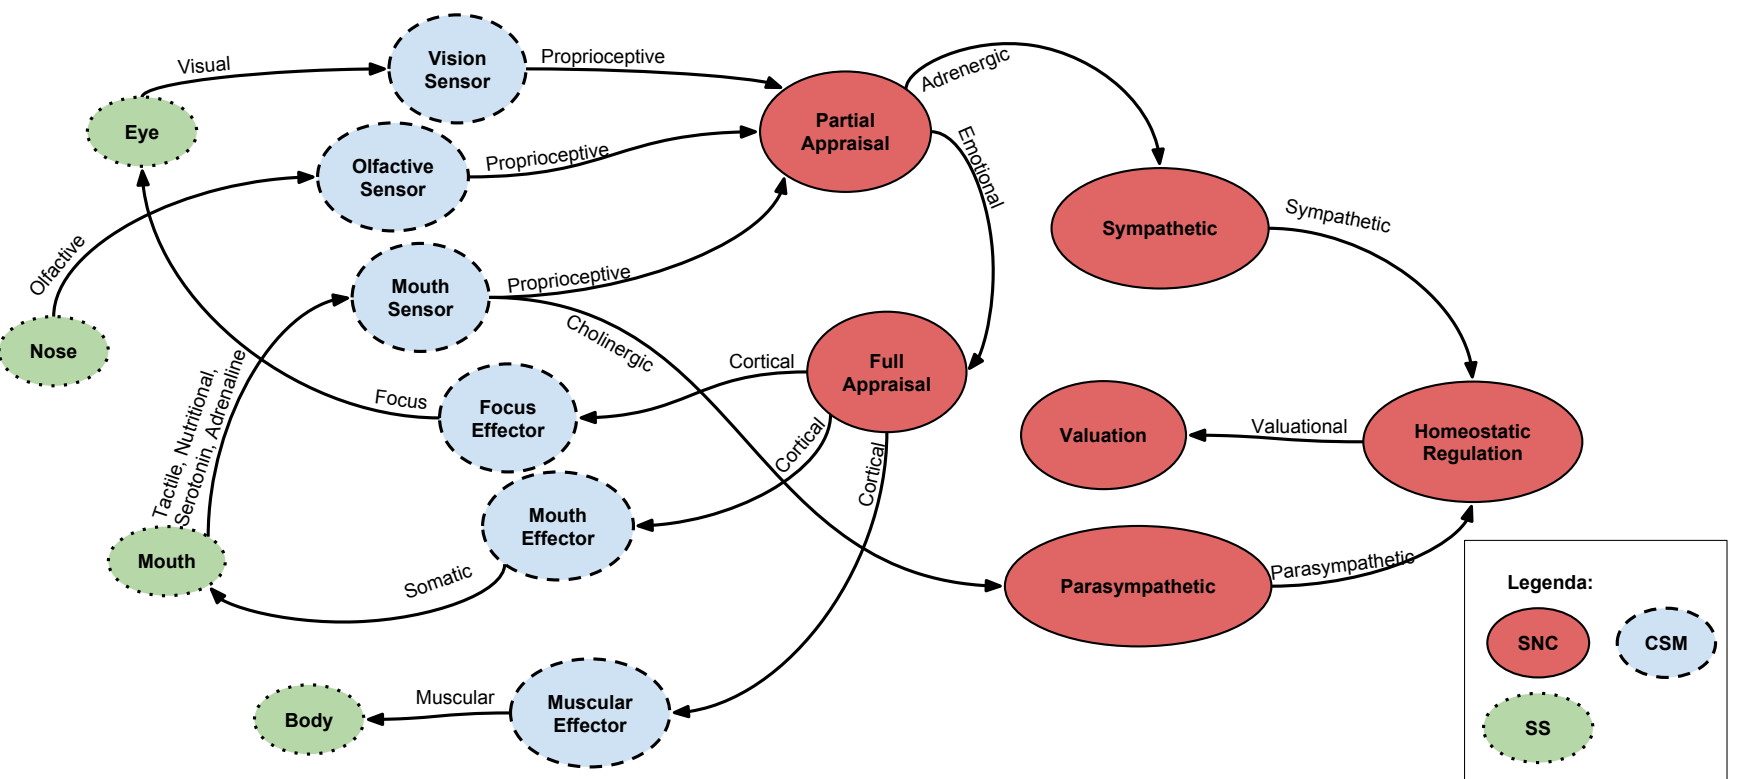 Visual
Vision
Sensor
Proprioceptive
Adrenergic
Partial
Appraisal
Eye
Olfactive
Sensor
Proprioceptive
Emotional
Sympathetic
Sympathetic
Olfactive
Mouth
Sensor
Proprioceptive
Cholinergic
Nose
Tactile, Nutritional,
Serotonin, Adrenaline
Focus
Focus
Effector
Cortical
Full
Appraisal
Cortical
Cortical
Valuation
Valuational
Homeostatic
Regulation
Mouth
Effector
Mouth
Somatic
Parasympathetic
Parasympathetic
Body
Muscular
Muscular
Effector
Legenda:
SNC
CSM
SS